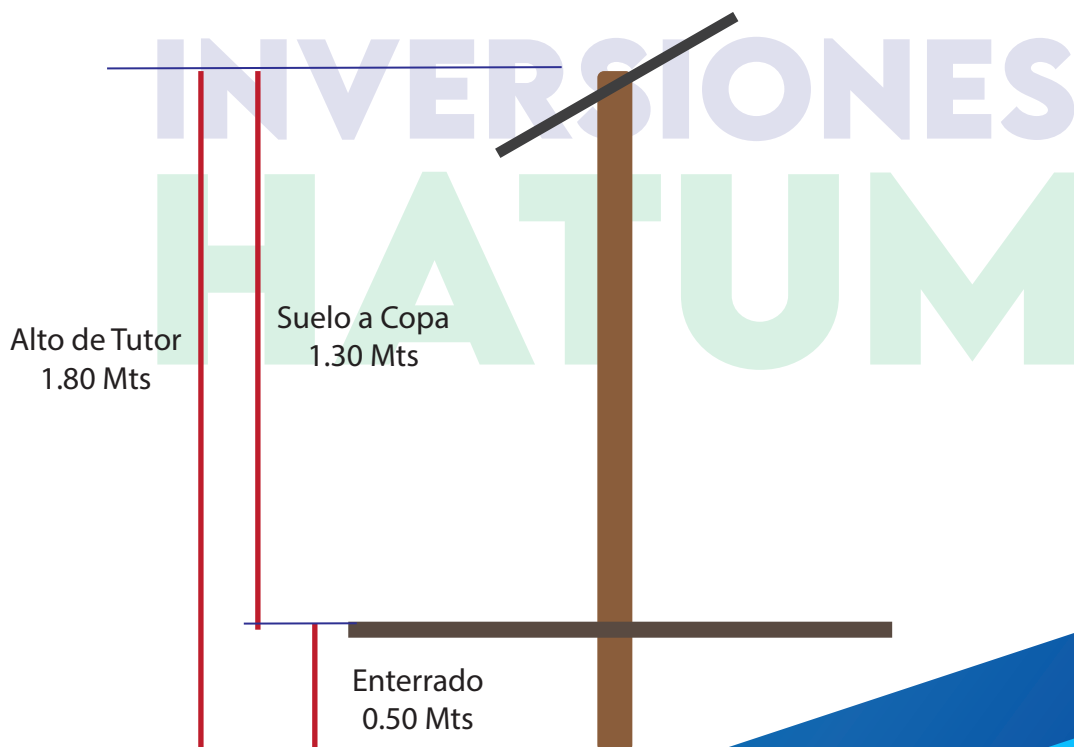 INVERSIONES
HATUM
Suelo a Copa
1.30 Mts
Alto de Tutor
1.80 Mts
Enterrado
0.50 Mts